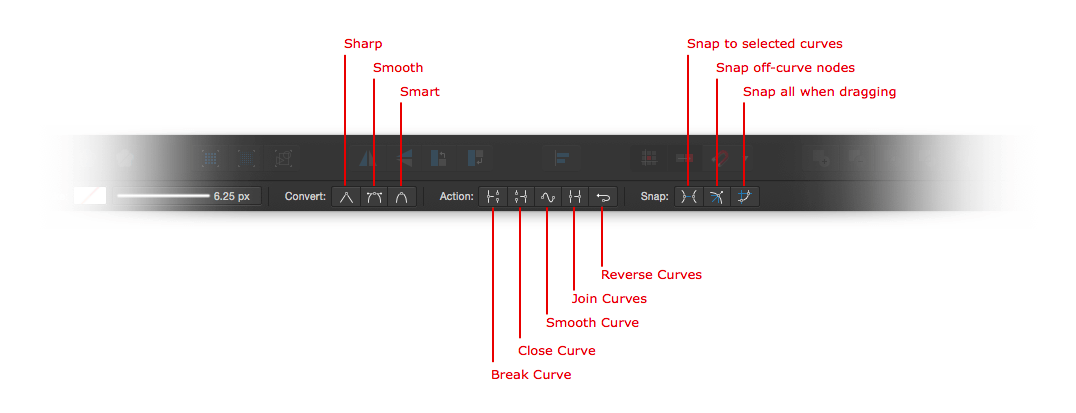 Sharp
Snap to selected curves
Smooth
Snap off-curve nodes
Smart
Snap all when dragging
6.25 px Convert: Action: Snap:
Reverse Curves
Join Curves
Smooth Curve
Close Curve
Break Curve